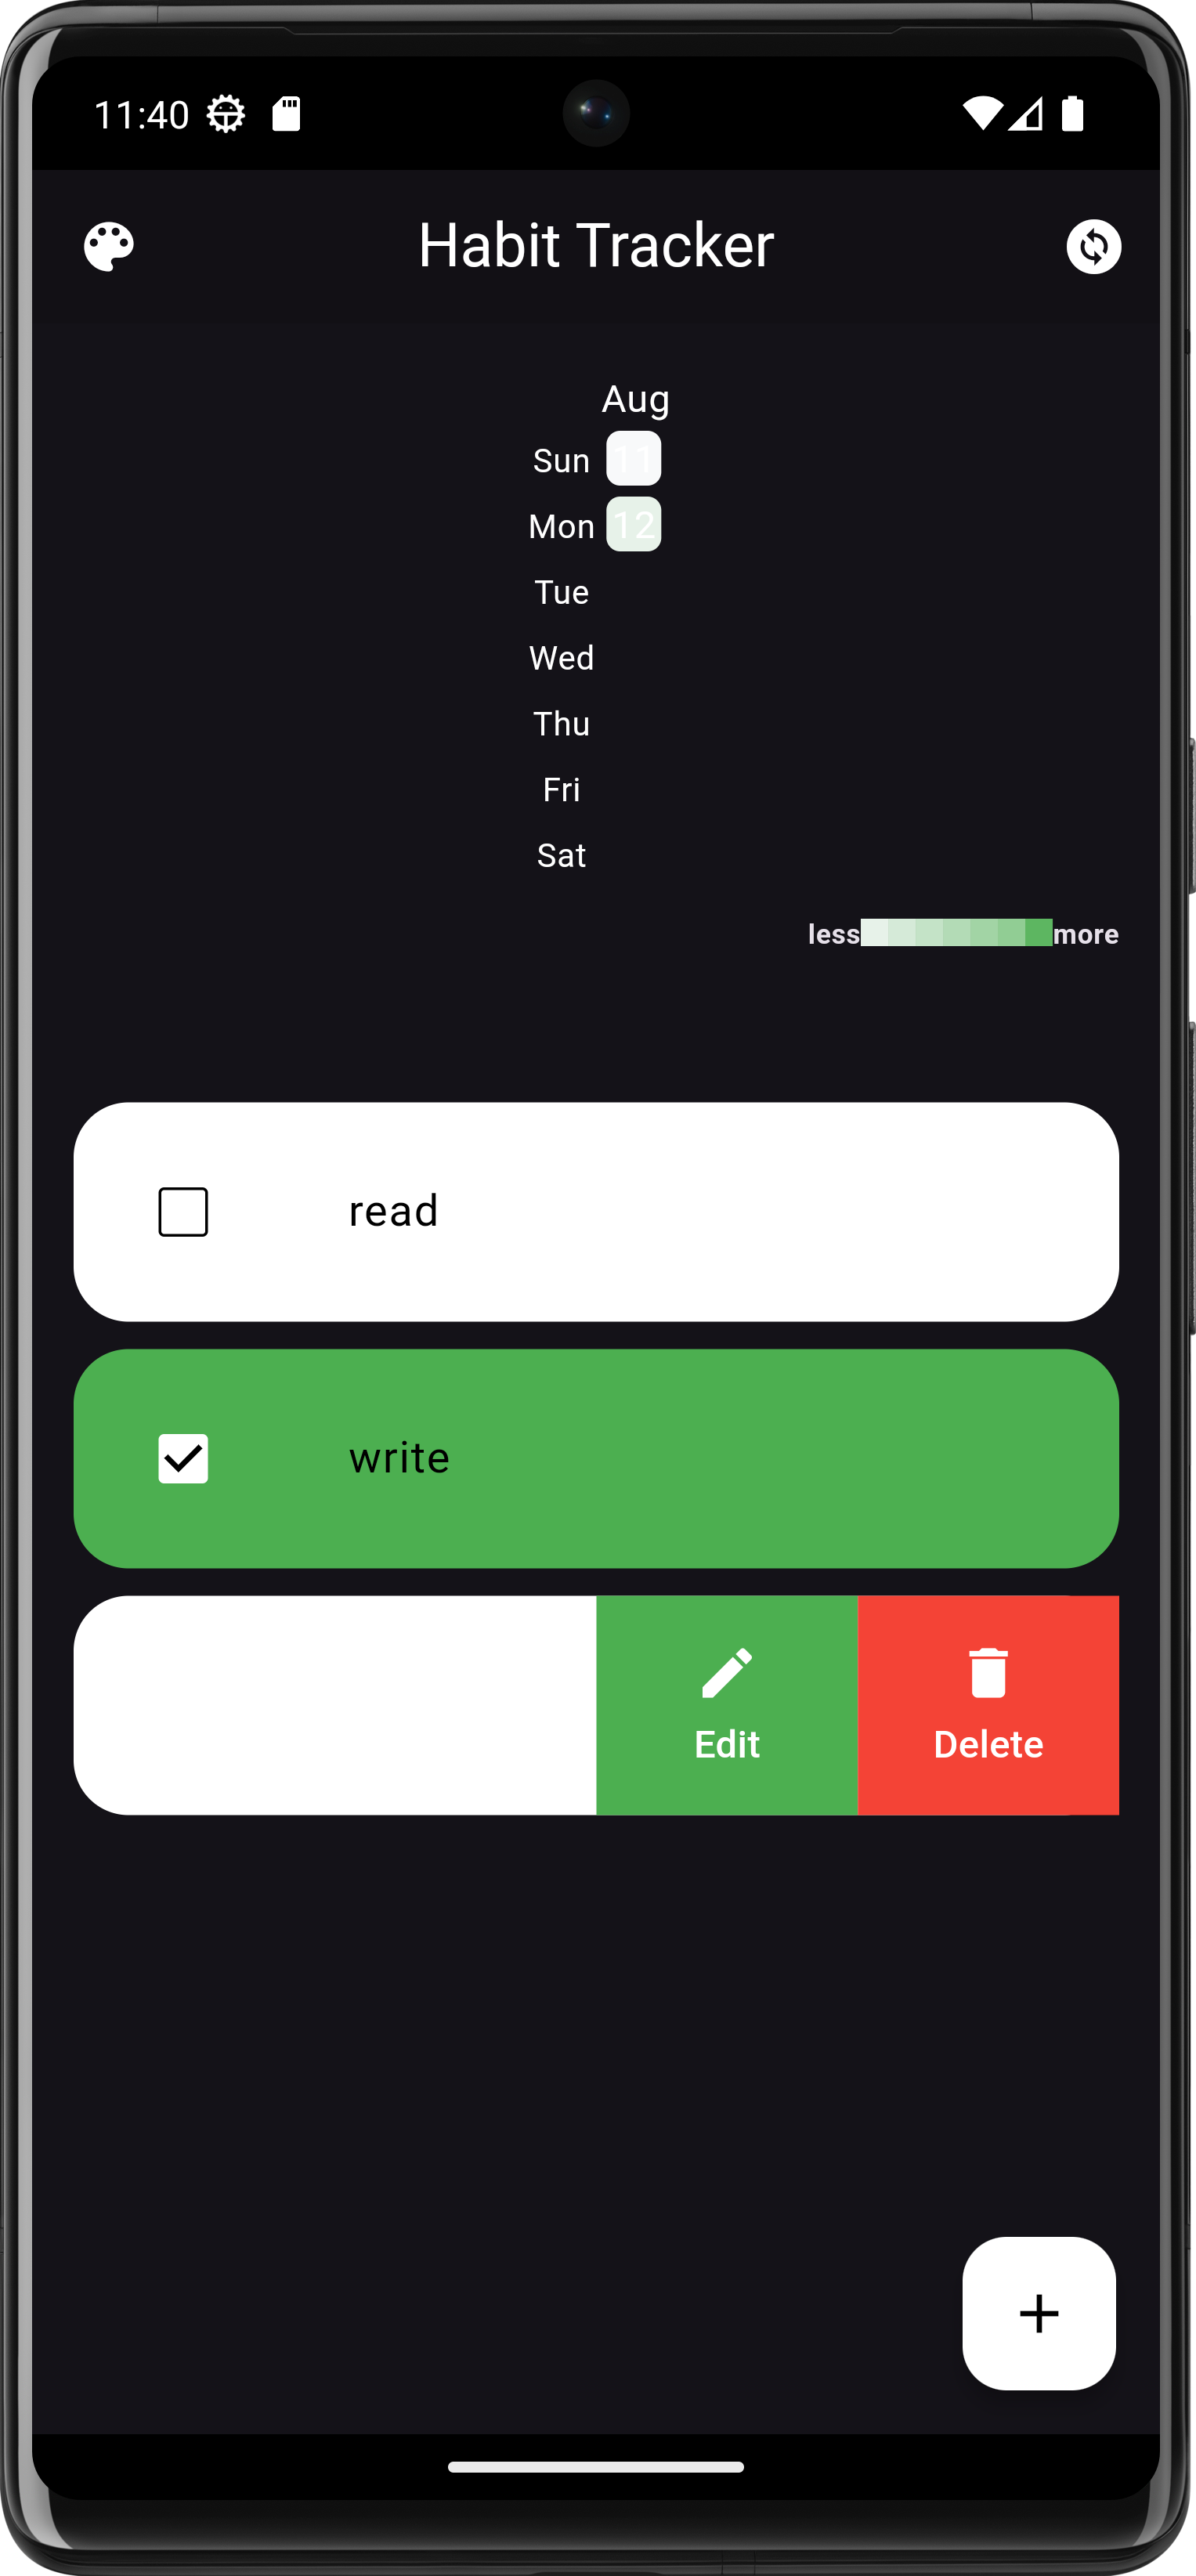 11:40
Habit Tracker
Aug
Sun 11
Mon 12
Tue
Wed
Thu
Fri
Sat
less more
read
write
Edit Delete